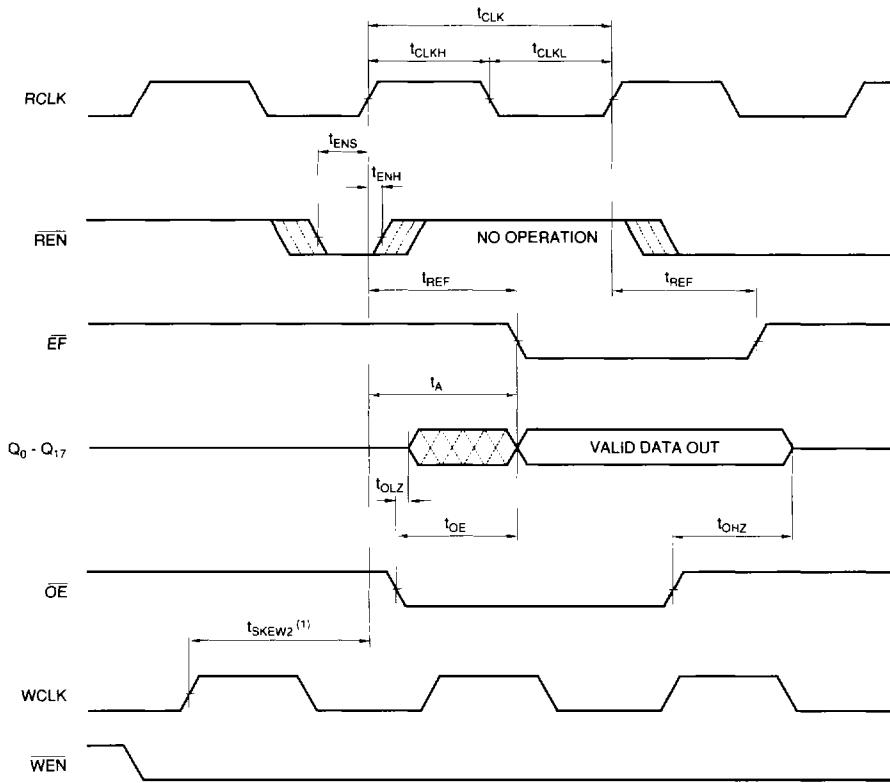 tCLK
tCLKH
tCLKL
RCLK
tENS
tENH
REN
NO OPERATION
tREF
tREF
EF
tA
Q0 - Q17
VALID DATA OUT
tOLZ
tOE
tOHZ
OE
tSKEW2 (1)
WCLK
WEN